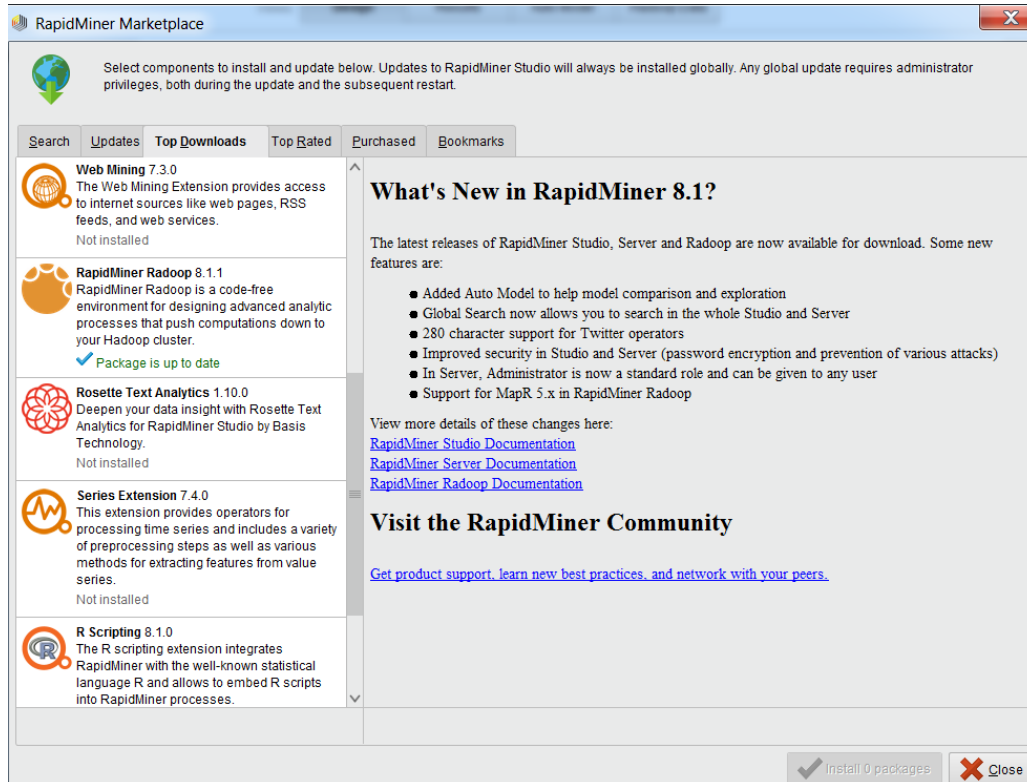 RapidMiner Marketplace
Select components to install and update below. Updates to RapidMiner Studio will always be installed globally. Any global update requires administrator
privileges, both during the update and the subsequent restart.
Search Updates Top Downloads Top Rated Purchased Bookmarks
Web Mining 7.3.0
The Web Mining Extension provides access
to internet sources like web pages, RSS
feeds, and web services.
Not installed
RapidMiner Radoop 8.1.1
RapidMiner Radoop is a code-free
environment for designing advanced analytic
processes that push computations down to
your Hadoop cluster.
Package is up to date
Rosette Text Analytics 1.10.0
Deepen your data insight with Rosette Text
Analytics for RapidMiner Studio by Basis
Technology.
Not installed
Series Extension 7.4.0
This extension provides operators for
processing time series and includes a variety
of preprocessing steps as well as various
methods for extracting features from value
series.
Not installed
R Scripting 8.1.0
The R scripting extension integrates
RapidMiner with the well-known statistical
language R and allows to embed R scripts
into RapidMiner processes.
What's New in RapidMiner 8.1?
The latest releases of RapidMiner Studio, Server and Radoop are now available for download. Some new
features are:
Added Auto Model to help model comparison and exploration
Global Search now allows you to search in the whole Studio and Server
280 character support for Twitter operators
Improved security in Studio and Server (password encryption and prevention of various attacks)
In Server, Administrator is now a standard role and can be given to any user
Support for MapR 5.x in RapidMiner Radoop
View more details of these changes here:
RapidMiner Studio Documentation
RapidMiner Server Documentation
RapidMiner Radoop Documentation
Visit the RapidMiner Community
Get product support, learn new best practices, and network with your peers.
Install 0 packages
Close